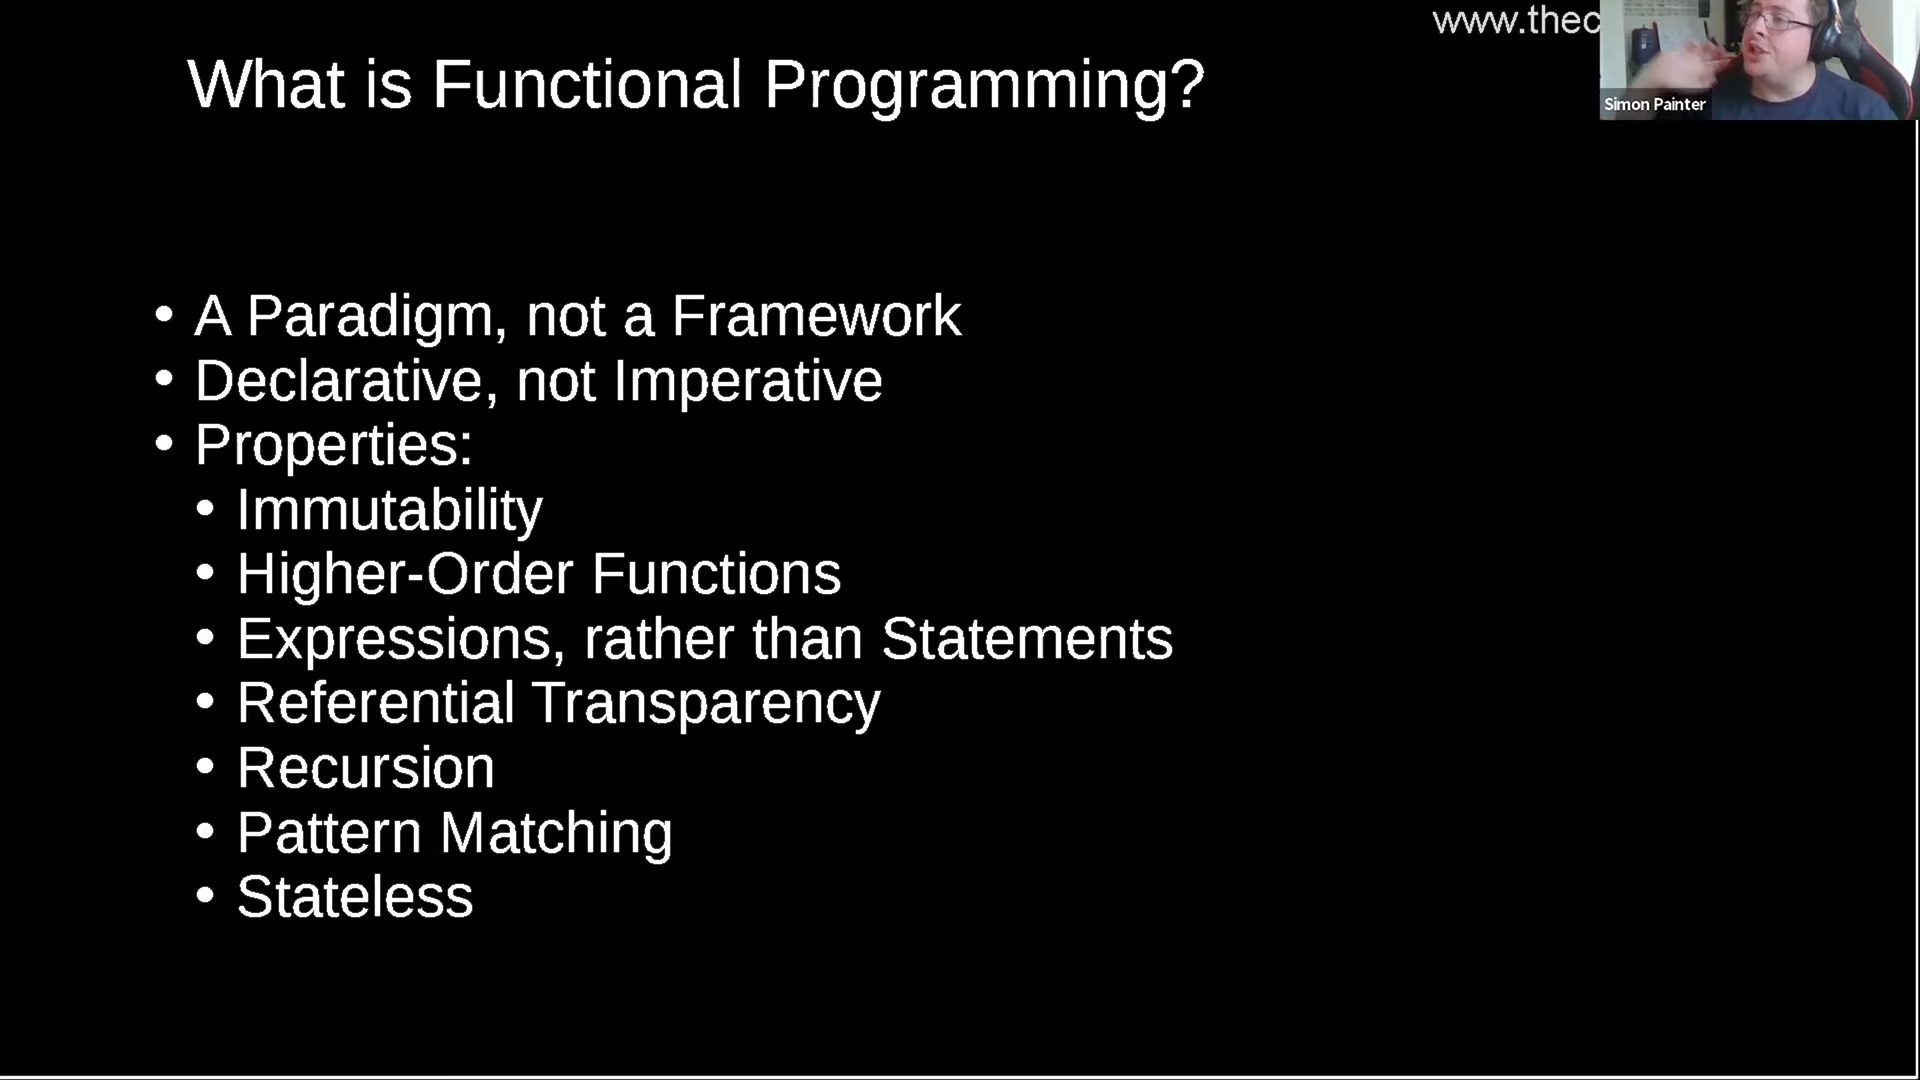 www.thec
What is Functional Programming?
Simon Painter
• A Paradigm, not a Framework
• Declarative, not Imperative
• Properties:
• Immutability
• Higher-Order Functions
• Expressions, rather than Statements
• Referential Transparency
• Recursion
• Pattern Matching
• Stateless